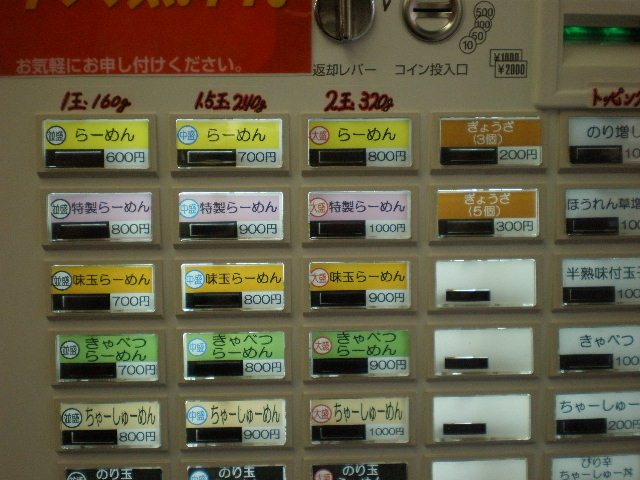 お気軽にお申し付けください。
返却レバー
コイン投入口
500
100
50
10
¥1000
¥2000
1玉:160g
1.5玉240g
2玉:320g
トッピング
並盛 らーめん 600円
中盛 らーめん 700円
大盛 らーめん 800円
ぎょうざ
(3個)
200円
のり増し
並盛 特製らーめん 800円
中盛 特製らーめん 900円
大盛 特製らーめん 1000円
ぎょうざ
(5個)
300円
ほうれん草増
並盛 味玉らーめん 700円
中盛 味玉らーめん 800円
大盛 味玉らーめん 900円
半熟味付玉子
並盛 きゃべつ
らーめん
700円
中盛 きゃべつ
らーめん
800円
大盛 きゃべつ
らーめん
900円
きゃべつ
並盛 ちゃーしゅーめん 800円
中盛 ちゃーしゅーめん 900円
大盛 ちゃーしゅーめん 1000円
ちゃーしゅー
200円
並盛 のり玉
中盛 のり玉
大盛 のり玉
ぴり辛
ちゃーしゅー丼